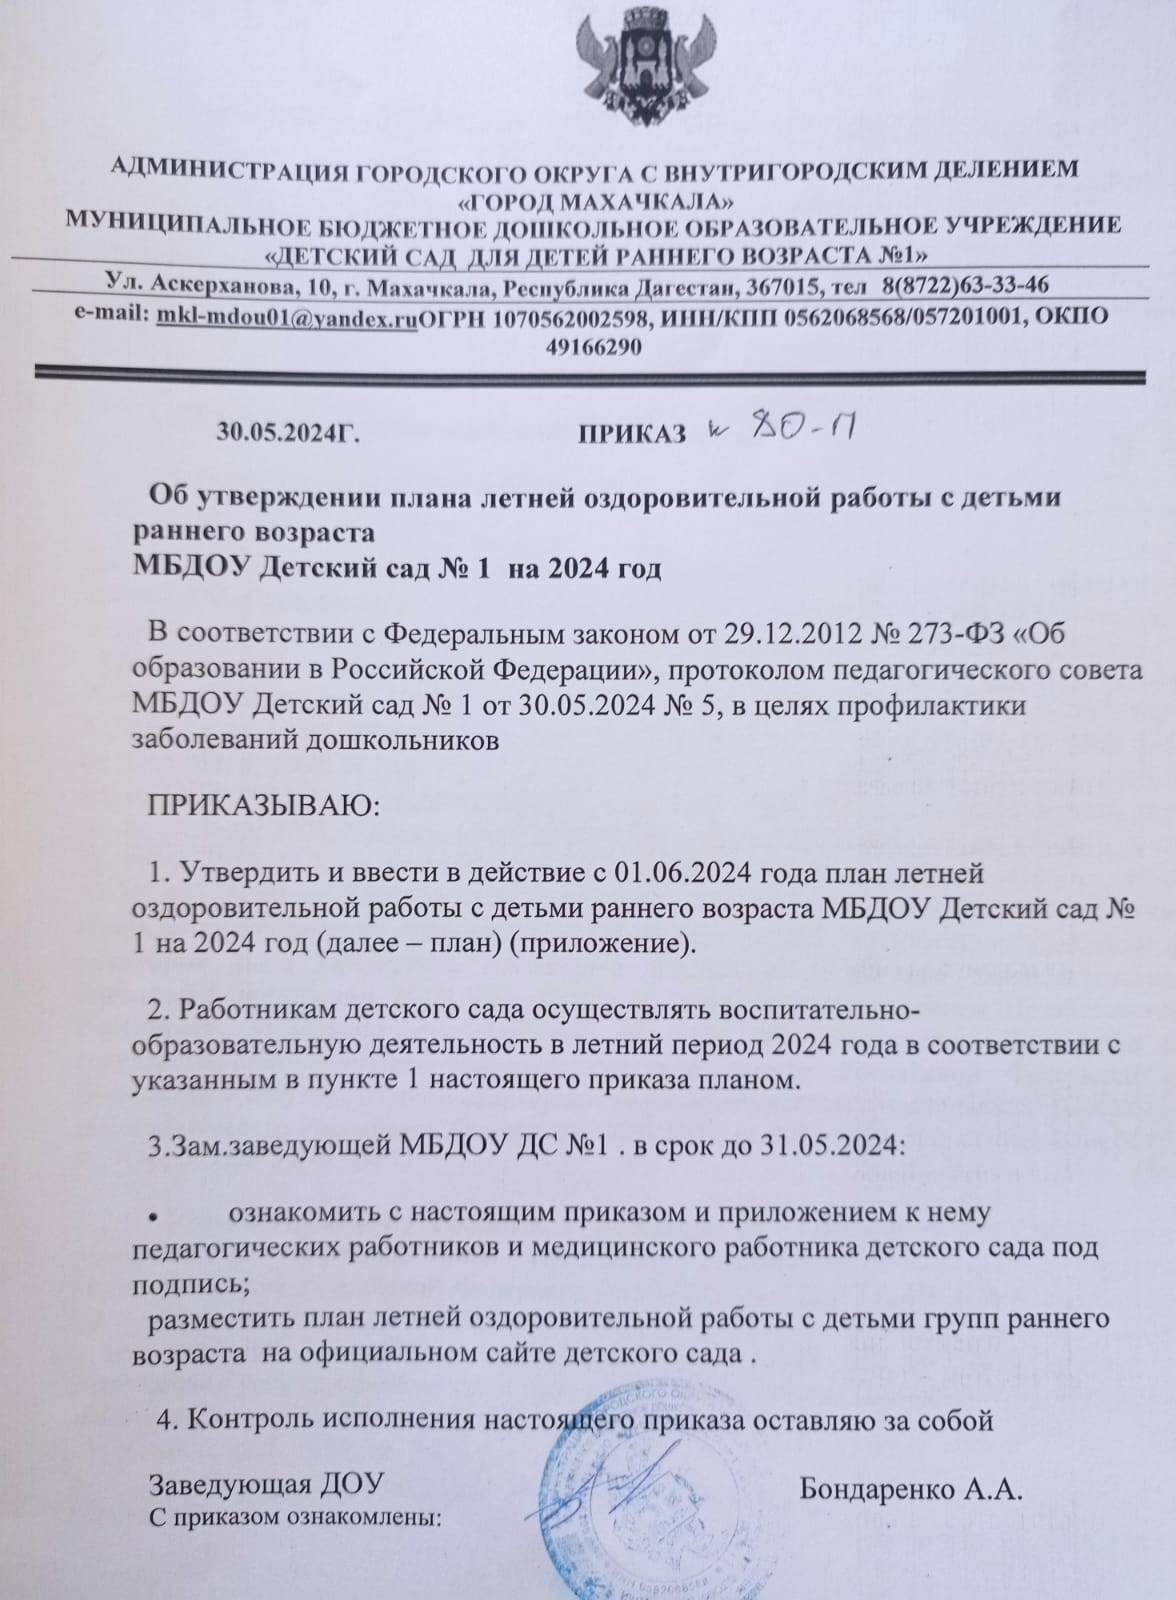 АДМИНИСТРАЦИЯ ГОРОДСКОГО ОКРУГА С ВНУТРИГОРОДСКИМ ДЕЛЕНИЕМ
«ГОРОД МАХАЧКАЛА»
МУНИЦИПАЛЬНОЕ БЮДЖЕТНОЕ ДОШКОЛЬНОЕ ОБРАЗОВАТЕЛЬНОЕ УЧРЕЖДЕНИЕ
«ДЕТСКИЙ САД ДЛЯ ДЕТЕЙ РАННЕГО ВОЗРАСТА №1»
Ул. Аскерханова, 10, г. Махачкала, Республика Дагестан, 367015, тел 8(8722)63-33-46
e-mail: mkl-mdou01@yandex.ruОГРН 1070562002598, ИНН/КПП 0562068568/057201001, ОКПО
49166290
30.05.2024Г. ПРИКАЗ 80-П
Об утверждении плана летней оздоровительной работы с детьми
раннего возраста
МБДОУ Детский сад № 1 на 2024 год
В соответствии с Федеральным законом от 29.12.2012 № 273-ФЗ «Об
образовании в Российской Федерации», протоколом педагогического совета
МБДОУ Детский сад № 1 от 30.05.2024 № 5, в целях профилактики
заболеваний дошкольников
ПРИКАЗЫВАЮ:
1. Утвердить и ввести в действие с 01.06.2024 года план летней
оздоровительной работы с детьми раннего возраста МБДОУ Детский сад №
1 на 2024 год (далее – план) (приложение).
2. Работникам детского сада осуществлять воспитательно-
образовательную деятельность в летний период 2024 года в соответствии с
указанным в пункте 1 настоящего приказа планом.
3.Зам.заведующей МБДОУ ДС №1 . в срок до 31.05.2024:
• ознакомить с настоящим приказом и приложением к нему
педагогических работников и медицинского работника детского сада под
подпись;
разместить план летней оздоровительной работы с детьми групп раннего
возраста на официальном сайте детского сада .
4. Контроль исполнения настоящего приказа оставляю за собой
Заведующая ДОУ Бондаренко А.А.
С приказом ознакомлены: